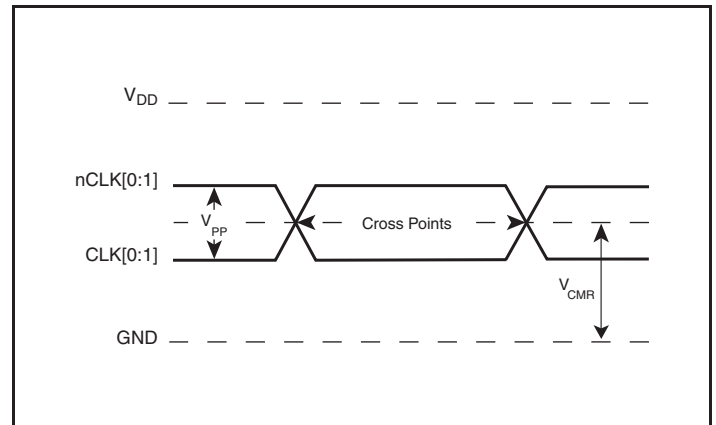 VDD
nCLK[0:1]
VPP
Cross Points
CLK[0:1]
VCMR
GND